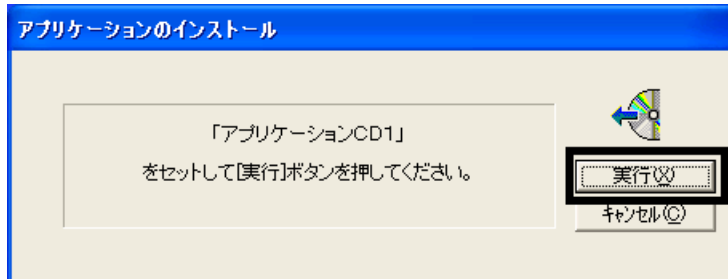 アプリケーションのインストール
「アプリケーションCD1」
をセットして[実行]ボタンを押してください。
実行(X)
キャンセル(C)